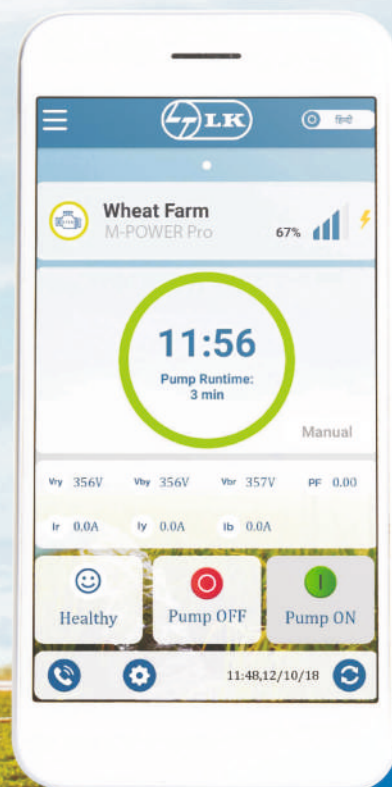 LT LK
हिन्दी
Wheat Farm
M-POWER Pro
67%
11:56
Pump Runtime:
3 min
Manual
Vry 356V Vby 356V Vbr 357V PF 0.00
Ir 0.0A Iy 0.0A Ib 0.0A
Healthy Pump OFF Pump ON
11:48,12/10/18